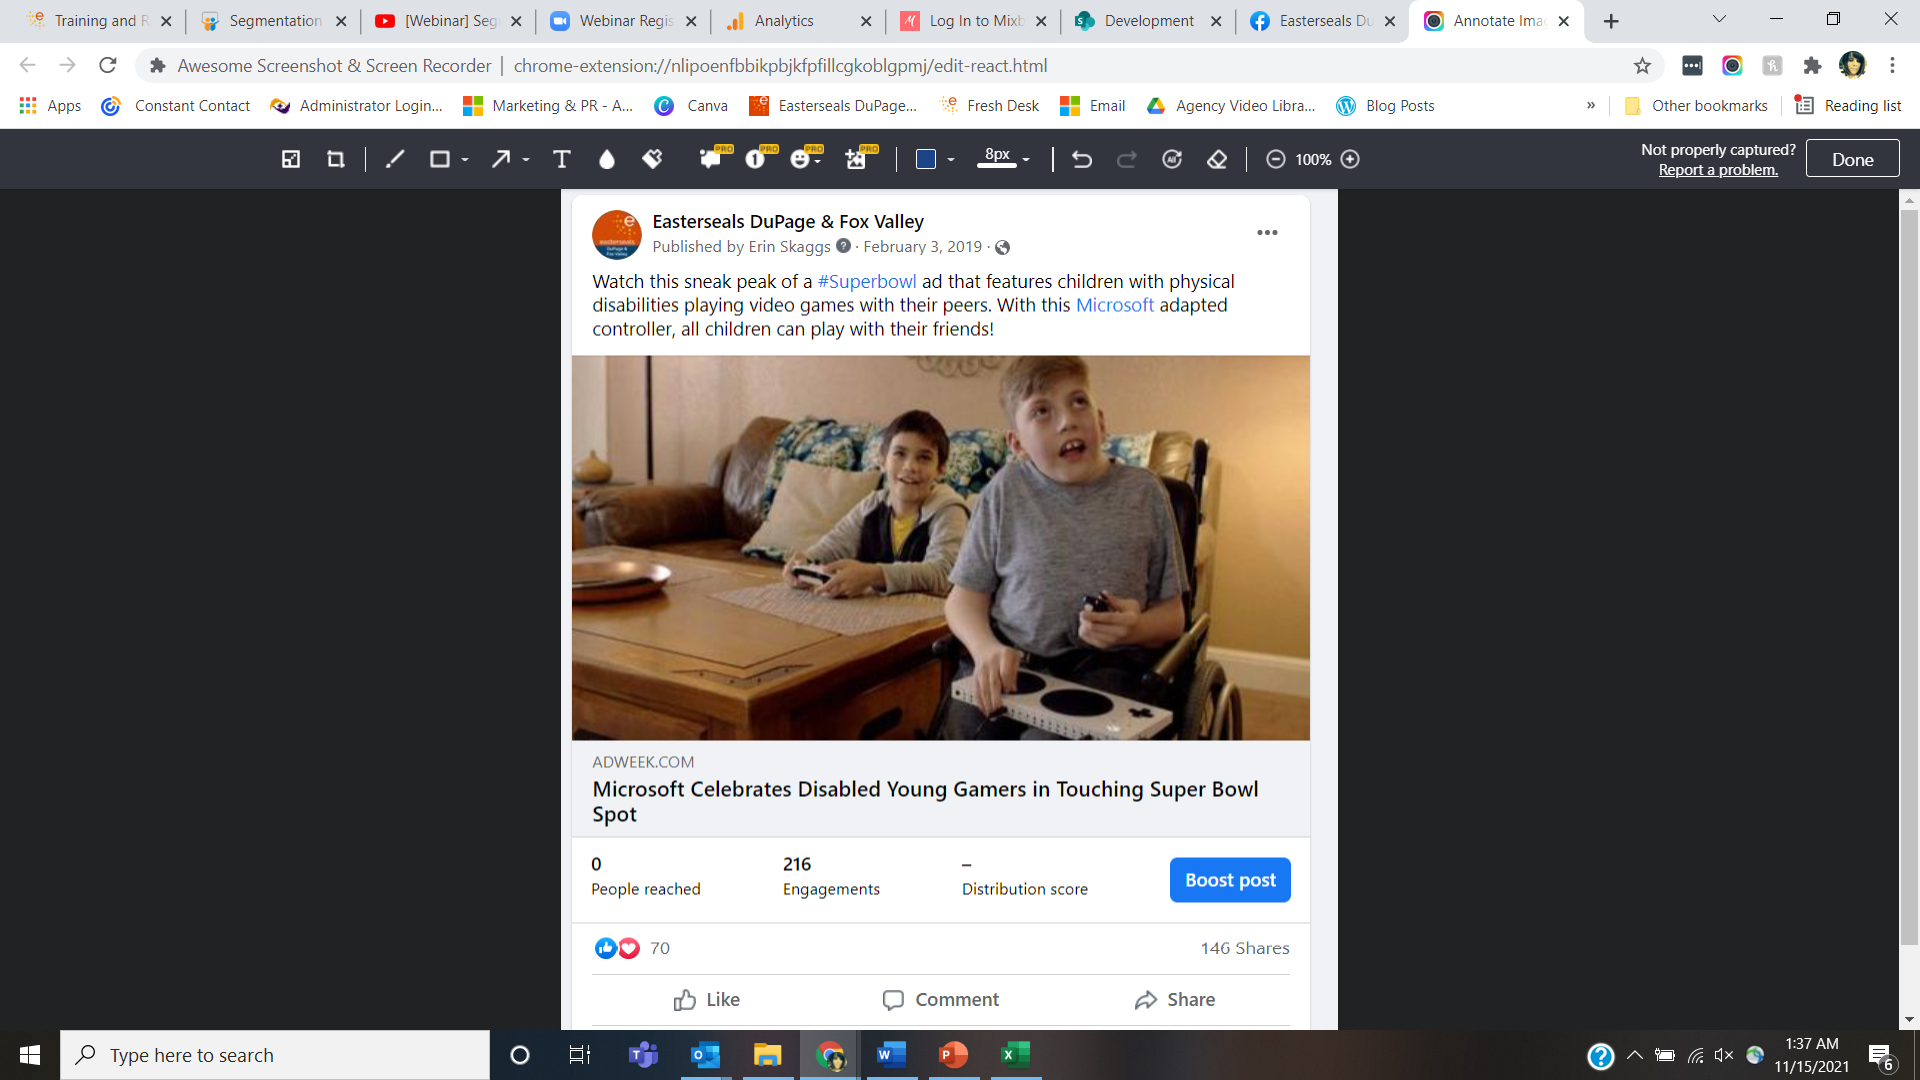 Training and R
Segmentation
[Webinar] Seg
Webinar Regis
Analytics
Log In to Mixb
Development
Easterseals Du
Annotate Ima
Awesome Screenshot & Screen Recorder | chrome-extension://nlipoenfbbikpbjkfpfillcgkoblgpmj/edit-react.html
Apps
Constant Contact
Administrator Login...
Marketing & PR - A...
Canva
Easterseals DuPage...
Fresh Desk
Email
Agency Video Libra...
Blog Posts
»
Other bookmarks
Reading list
PRO
PRO
PRO
PRO
8px
100%
Not properly captured?
Report a problem.
Done
Easterseals DuPage & Fox Valley
Published by Erin Skaggs · February 3, 2019 ·
Watch this sneak peak of a #Superbowl ad that features children with physical
disabilities playing video games with their peers. With this Microsoft adapted
controller, all children can play with their friends!
ADWEEK.COM
Microsoft Celebrates Disabled Young Gamers in Touching Super Bowl
Spot
0
People reached
216
Engagements
–
Distribution score
Boost post
70
146 Shares
Like
Comment
Share
Type here to search
1:37 AM
11/15/2021
6